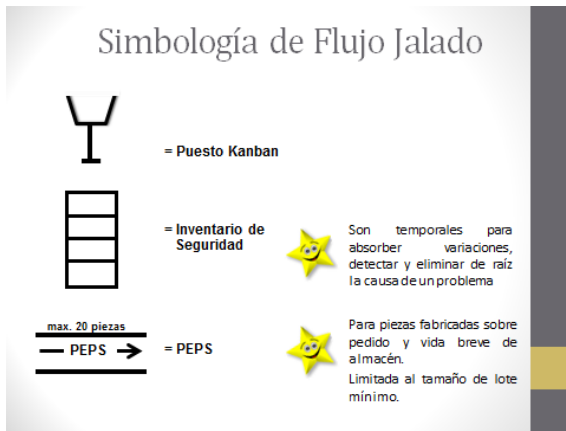 Simbología de Flujo Jalado
= Puesto Kanban
= Inventario de
Seguridad
Son temporales para
absorber variaciones,
detectar y eliminar de raíz
la causa de un problema
max. 20 piezas
PEPS
= PEPS
Para piezas fabricadas sobre
pedido y vida breve de
almacén.
Limitada al tamaño de lote
mínimo.